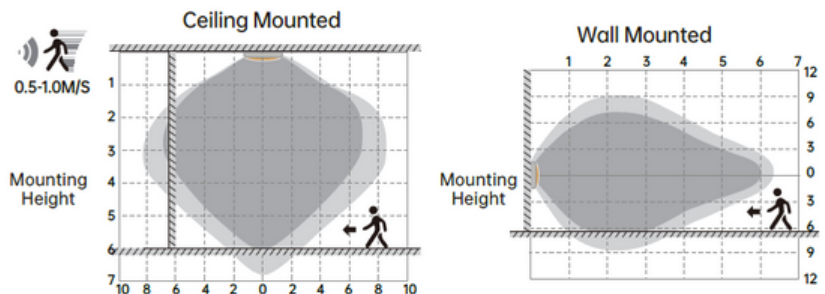 Ceiling Mounted
0.5-1.0M/S
1
2
3
4
5
6
7
Mounting
Height
10 8 6 4 2 0 2 4 6 8 10
Wall Mounted
1 2 3 4 5 6 7
12
9
6
3
0
3
6
9
12
Mounting
Height